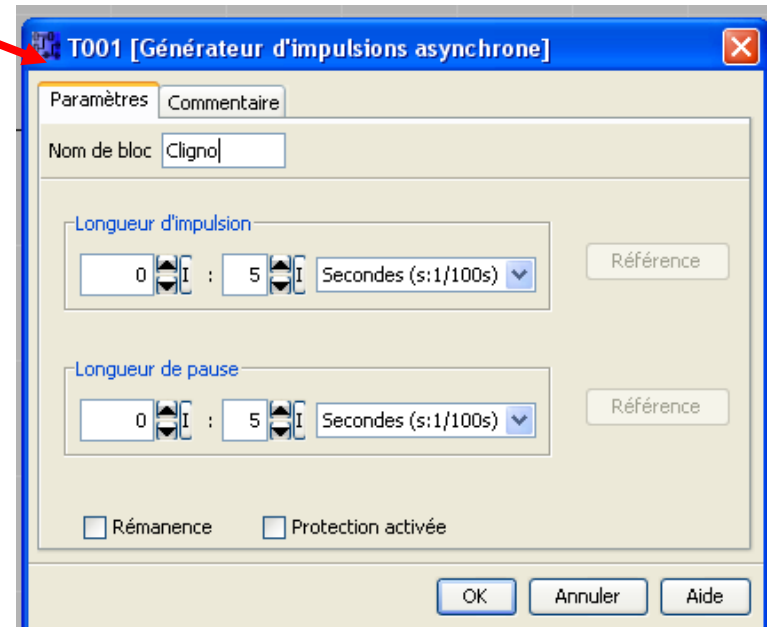 T001 [Générateur d'impulsions asynchrone]
Paramètres Commentaire
Nom de bloc Cligno
Longueur d'impulsion
0 : 5 Secondes (s:1/100s) Référence
Longueur de pause
0 : 5 Secondes (s:1/100s) Référence
Rémanence Protection activée
OK Annuler Aide